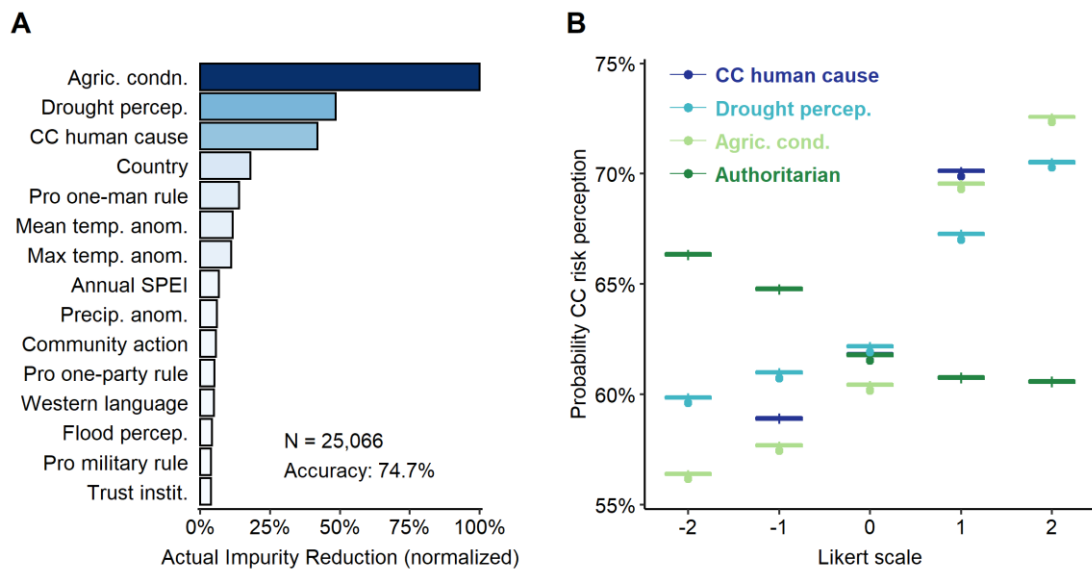 A
Agric. condn.
Drought percep.
CC human cause
Country
Pro one-man rule
Mean temp. anom.
Max temp. anom.
Annual SPEI
Precip. anom.
Community action
Pro one-party rule
Western language
Flood percep.
Pro military rule
Trust instit.
N = 25,066
Accuracy: 74.7%
0% 25% 50% 75% 100%
Actual Impurity Reduction (normalized)
B
75%
70%
65%
60%
55%
Probability CC risk perception
CC human cause
Drought percep.
Agric. cond.
Authoritarian
-2 -1 0 1 2
Likert scale